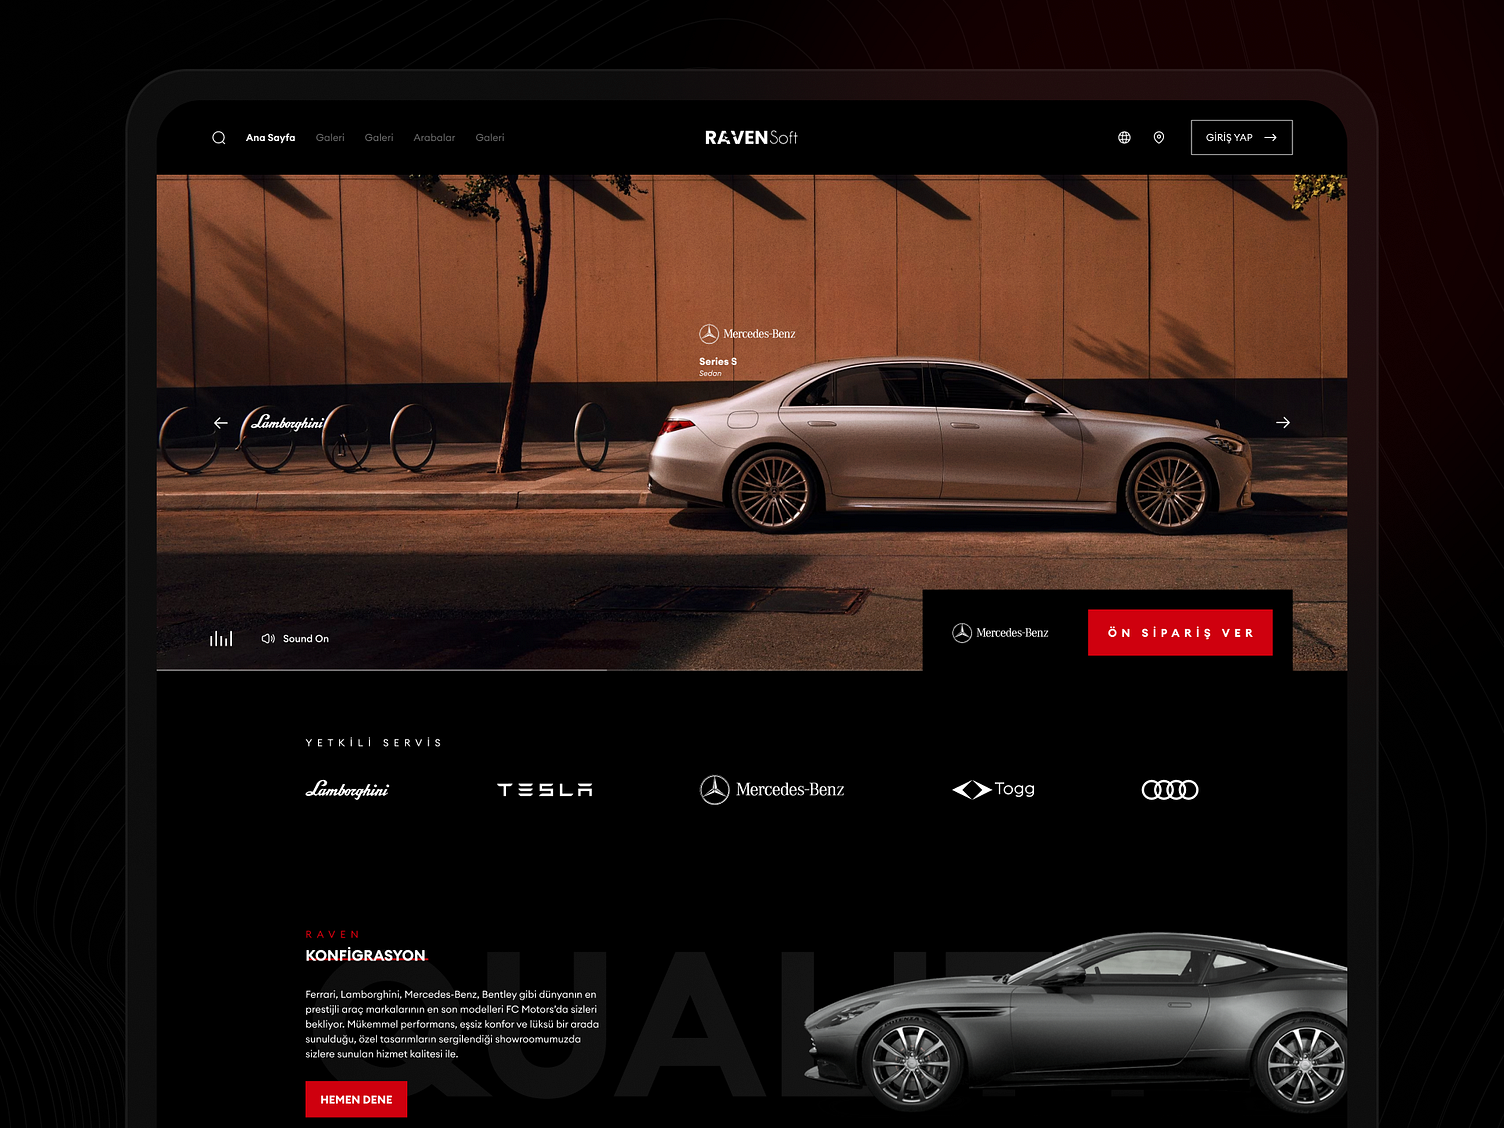 Ana Sayfa
Galeri
Galeri
Arabalar
Galeri
RAVENSoft
GİRİŞ YAP
Mercedes-Benz
Series S
Sedan
Lamborghini
Sound On
Mercedes-Benz
ÖN SİPARİŞ VER
YETKİLİ SERVİS
Lamborghini
TESLA
Mercedes-Benz
Togg
RAVEN
KONFİGRASYON
Ferrari, Lamborghini, Mercedes-Benz, Bentley gibi dünyanın en
prestijli araç markalarının en son modelleri FC Motors'da sizleri
bekliyor. Mükemmel performans, eşsiz konfor ve lüksü bir arada
sunulduğu, özel tasarımların sergilendiği showroomumuzda
sizlere sunulan hizmet kalitesi ile.
HEMEN DENE